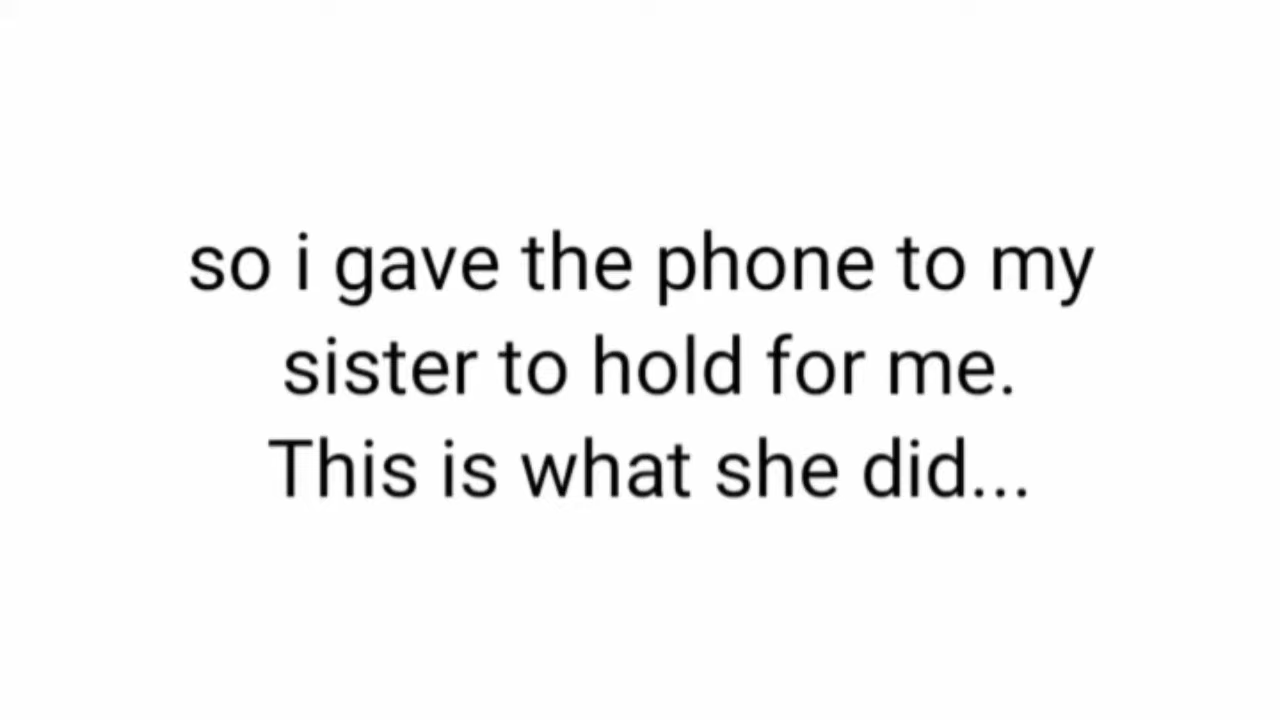 so i gave the phone to my
sister to hold for me.
This is what she did...